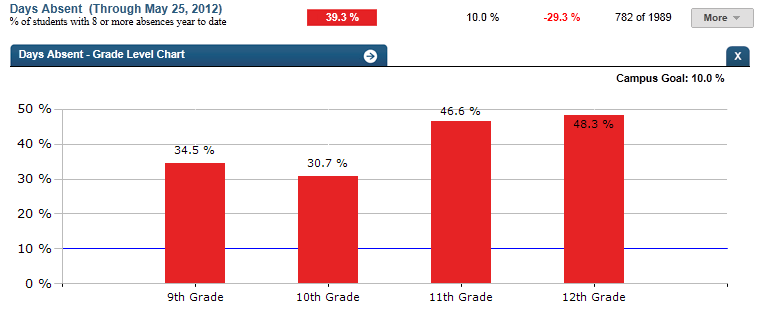 Days Absent (Through May 25, 2012)
% of students with 8 or more absences year to date
39.3 % 10.0 % -29.3 % 782 of 1989 More
Days Absent - Grade Level Chart X
Campus Goal: 10.0 %
50 %
40 %
30 %
20 %
10 %
0 %
34.5 % 30.7 % 46.6 % 48.3 %
9th Grade 10th Grade 11th Grade 12th Grade